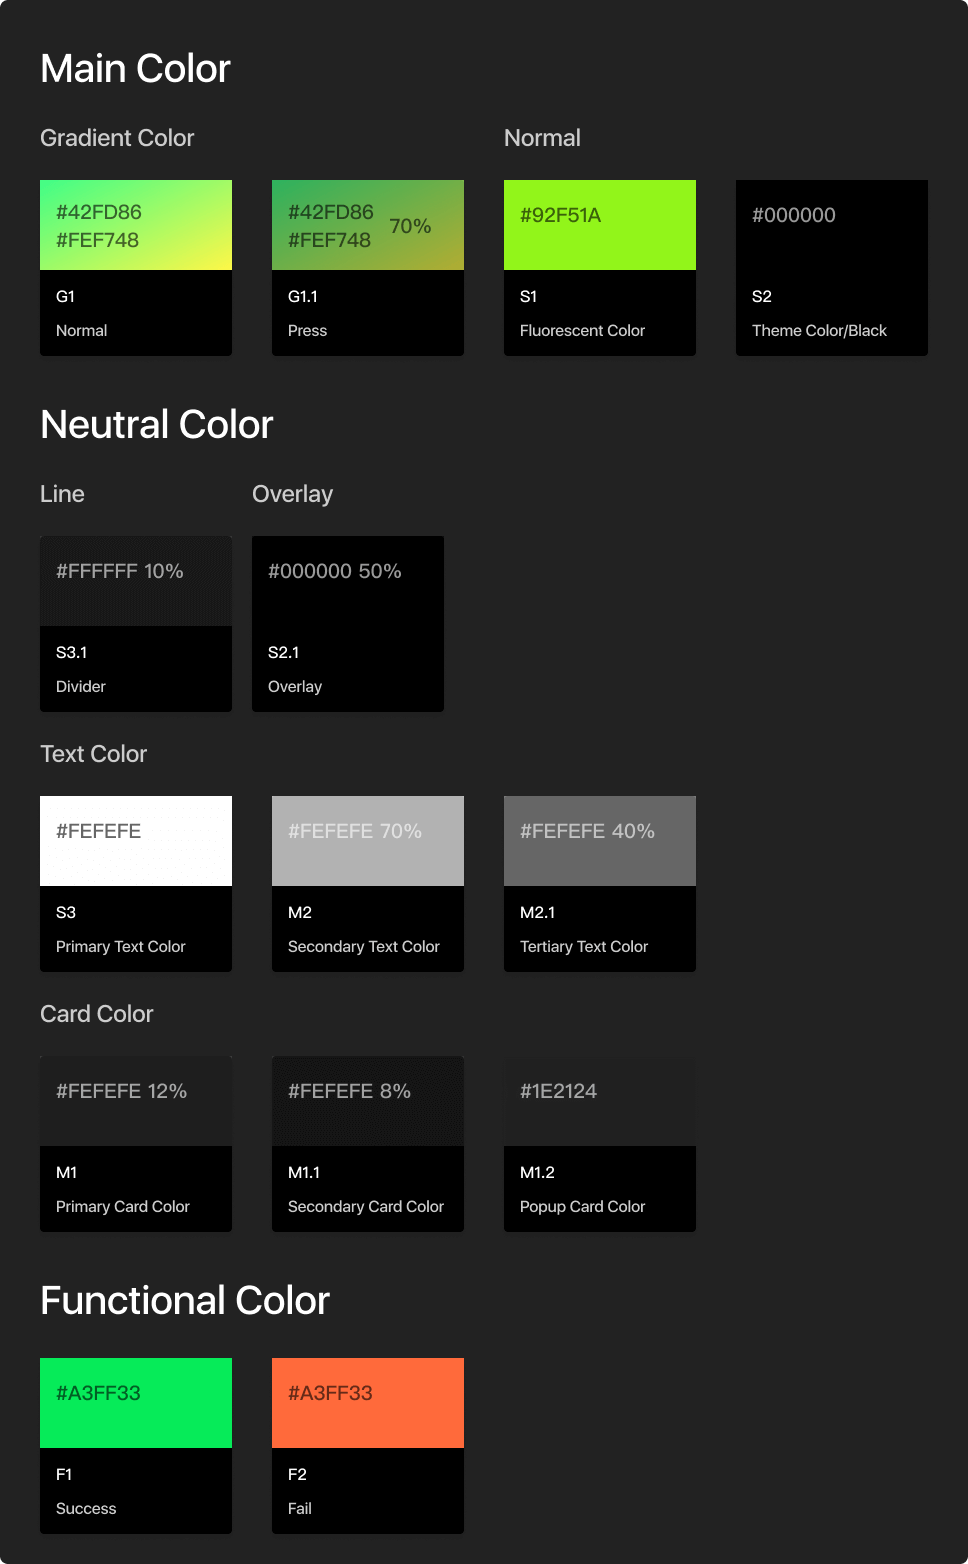 Main Color
Gradient Color
Normal
#42FD86
#FEF748
G1
Normal
#42FD86
#FEF748
70%
G1.1
Press
#92F51A
S1
Fluorescent Color
#000000
S2
Theme Color/Black
Neutral Color
Line
Overlay
#FFFFFF 10%
S3.1
Divider
#000000 50%
S2.1
Overlay
Text Color
#FEFEFE
S3
Primary Text Color
#FEFEFE 70%
M2
Secondary Text Color
#FEFEFE 40%
M2.1
Tertiary Text Color
Card Color
#FEFEFE 12%
M1
Primary Card Color
#FEFEFE 8%
M1.1
Secondary Card Color
#1E2124
M1.2
Popup Card Color
Functional Color
#A3FF33
F1
Success
#A3FF33
F2
Fail